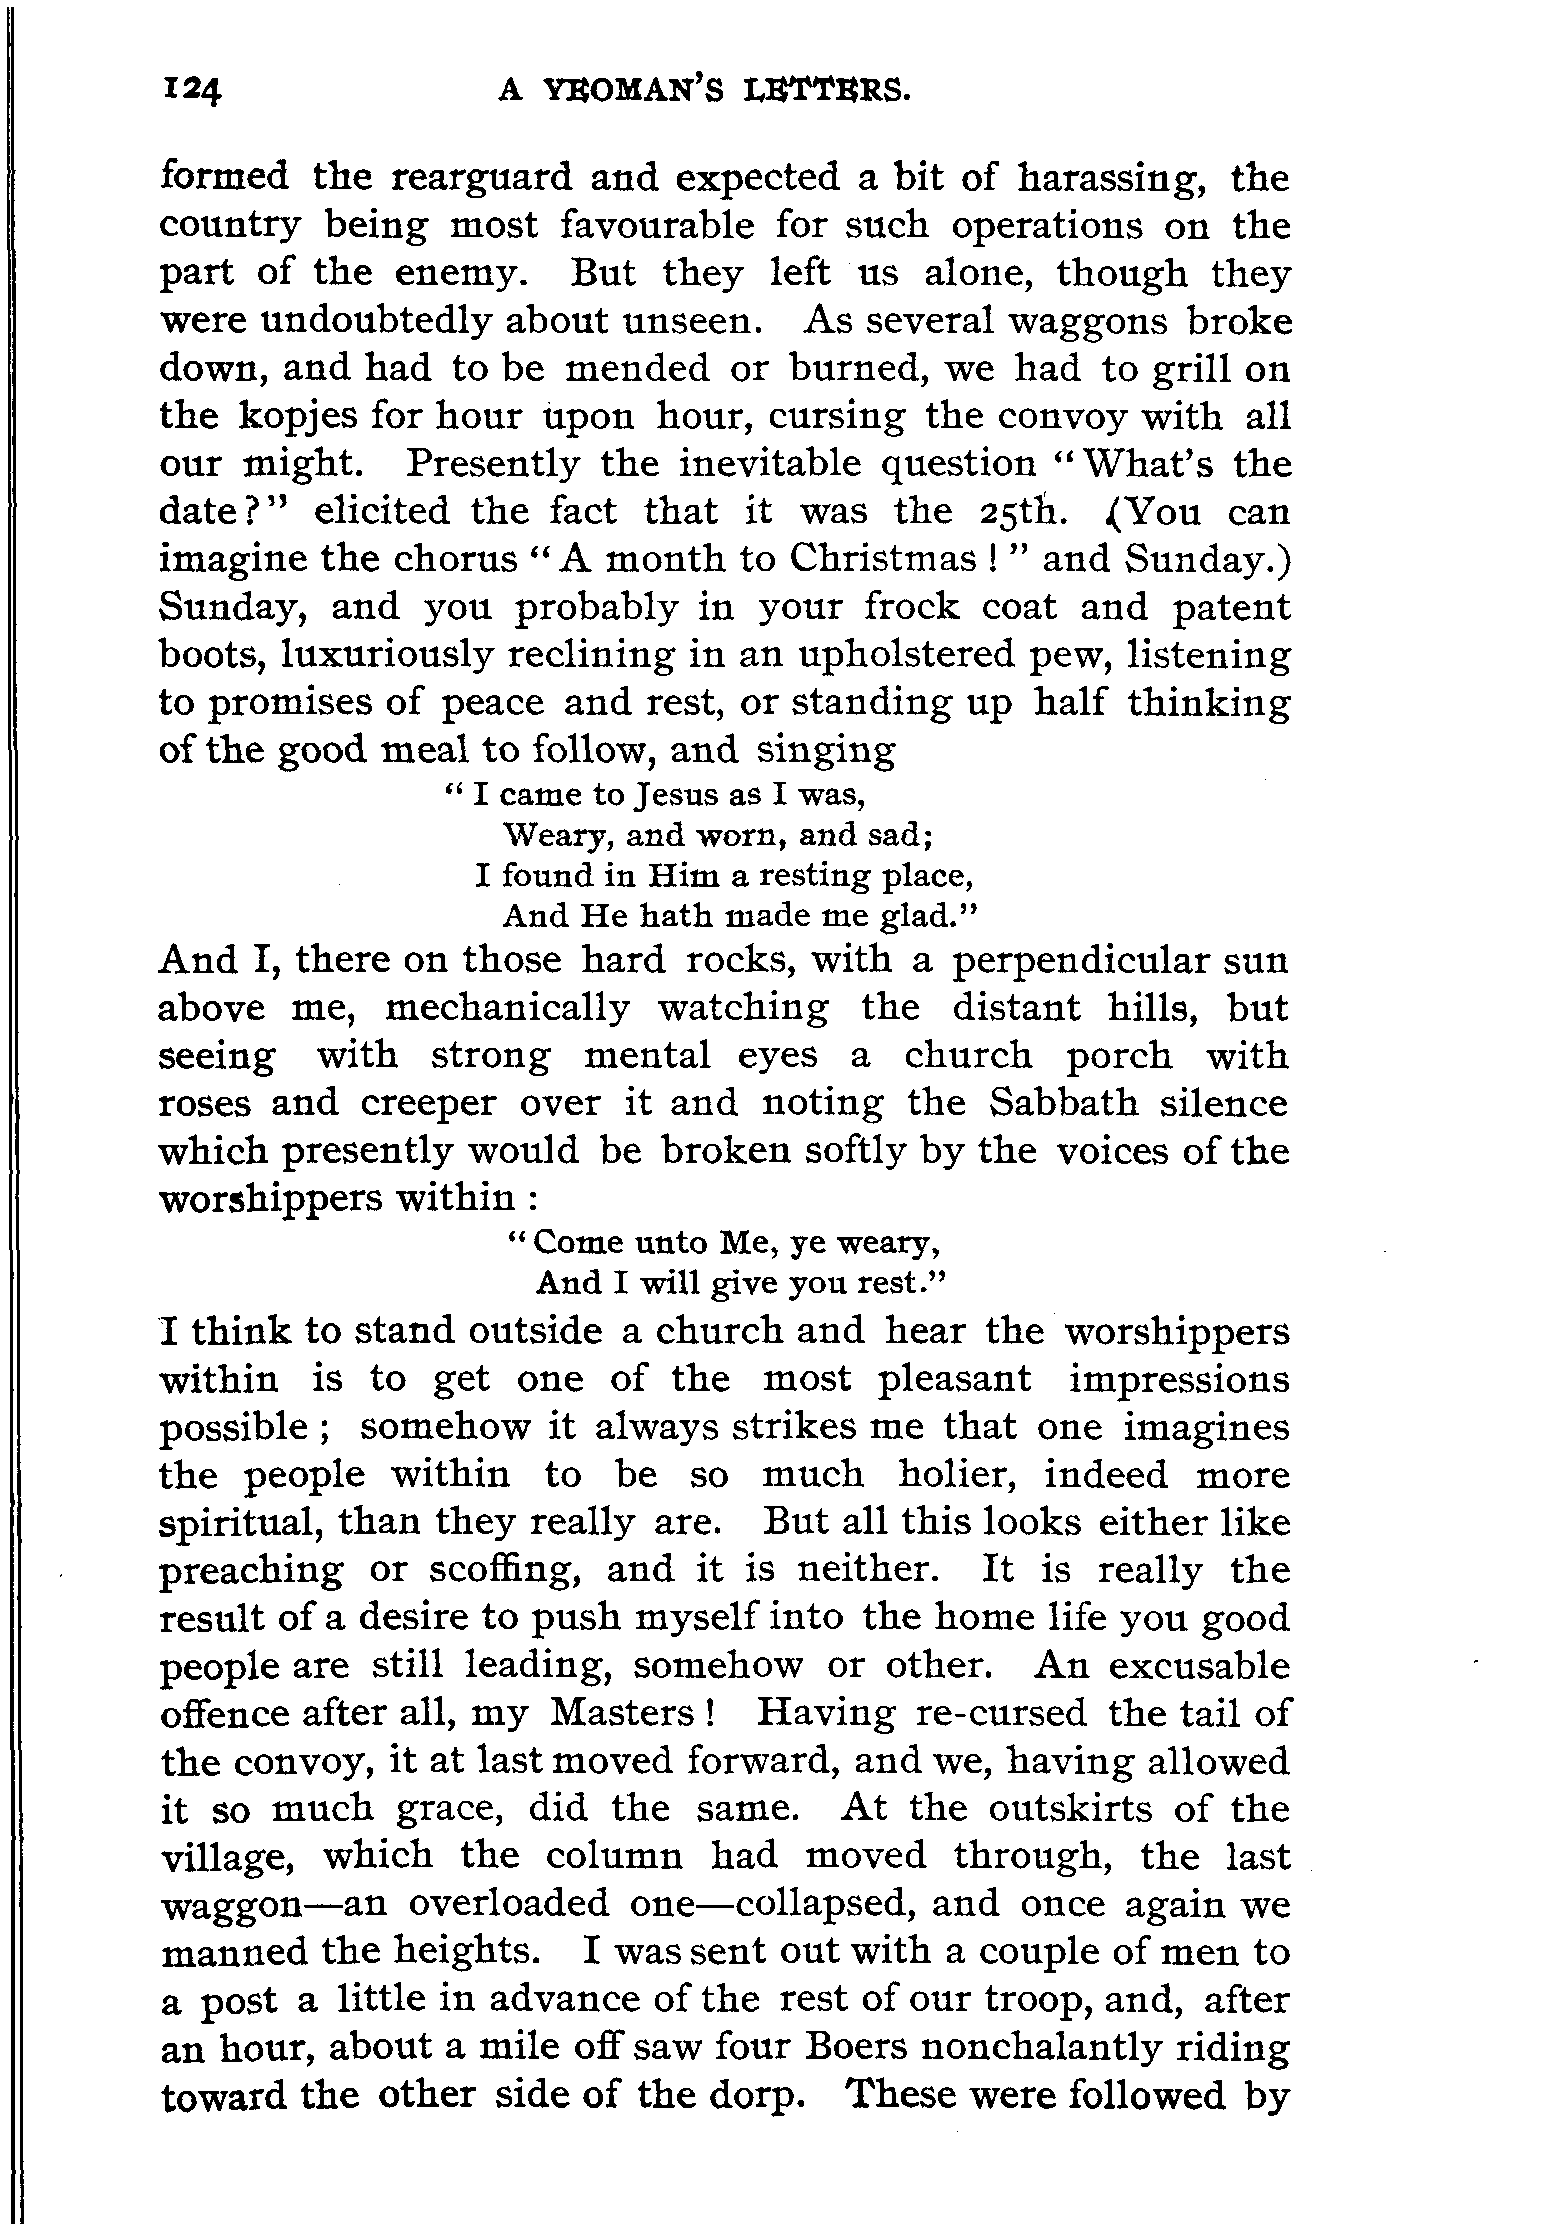 124 A YEOMAN'S LETTERS.
formed the rearguard and expected a bit of harassing, the
country being most favourable for such operations on the
part of the enemy. But they left us alone, though they
were undoubtedly about unseen. As several waggons broke
down, and had to be mended or burned, we had to grill on
the kopjes for hour upon hour, cursing the convoy with all
our might. Presently the inevitable question "What's the
date?" elicited the fact that it was the 25th. (You can
imagine the chorus "A month to Christmas!" and Sunday.)
Sunday, and you probably in your frock coat and patent
boots, luxuriously reclining in an upholstered pew, listening
to promises of peace and rest, or standing up half thinking
of the good meal to follow, and singing
"I came to Jesus as I was,
Weary, and worn, and sad;
I found in Him a resting place,
And He hath made me glad."
And I, there on those hard rocks, with a perpendicular sun
above me, mechanically watching the distant hills, but
seeing with strong mental eyes a church porch with
roses and creeper over it and noting the Sabbath silence
which presently would be broken softly by the voices of the
worshippers within:
"Come unto Me, ye weary,
And I will give you rest."
I think to stand outside a church and hear the worshippers
within is to get one of the most pleasant impressions
possible; somehow it always strikes me that one imagines
the people within to be so much holier, indeed more
spiritual, than they really are. But all this looks either like
preaching or scoffing, and it is neither. It is really the
result of a desire to push myself into the home life you good
people are still leading, somehow or other. An excusable
offence after all, my Masters! Having re-cursed the tail of
the convoy, it at last moved forward, and we, having allowed
it so much grace, did the same. At the outskirts of the
village, which the column had moved through, the last
waggon—an overloaded one—collapsed, and once again we
manned the heights. I was sent out with a couple of men to
a post a little in advance of the rest of our troop, and, after
an hour, about a mile off saw four Boers nonchalantly riding
toward the other side of the dorp. These were followed by